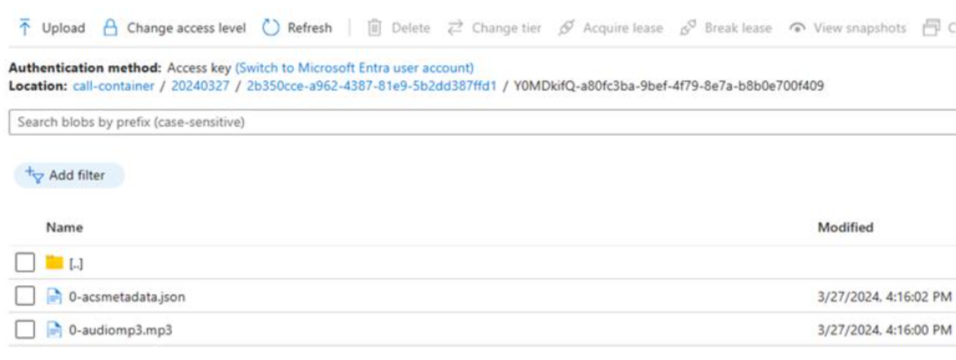 Upload Change access level Refresh Delete Change tier Acquire lease Break lease View snapshots
Authentication method: Access key (Switch to Microsoft Entra user account)
Location: call-container / 20240327 / 2b350cce-a962-4387-81e9-5b2dd387ffd1 / Y0MDkifQ-a80fc3ba-9bef-4f79-8e7a-b8b0e700f409
Search blobs by prefix (case-sensitive)
Add filter
Name Modified
[..]
0-acsmetadata.json 3/27/2024, 4:16:02 PM
0-audiomp3.mp3 3/27/2024, 4:16:00 PM